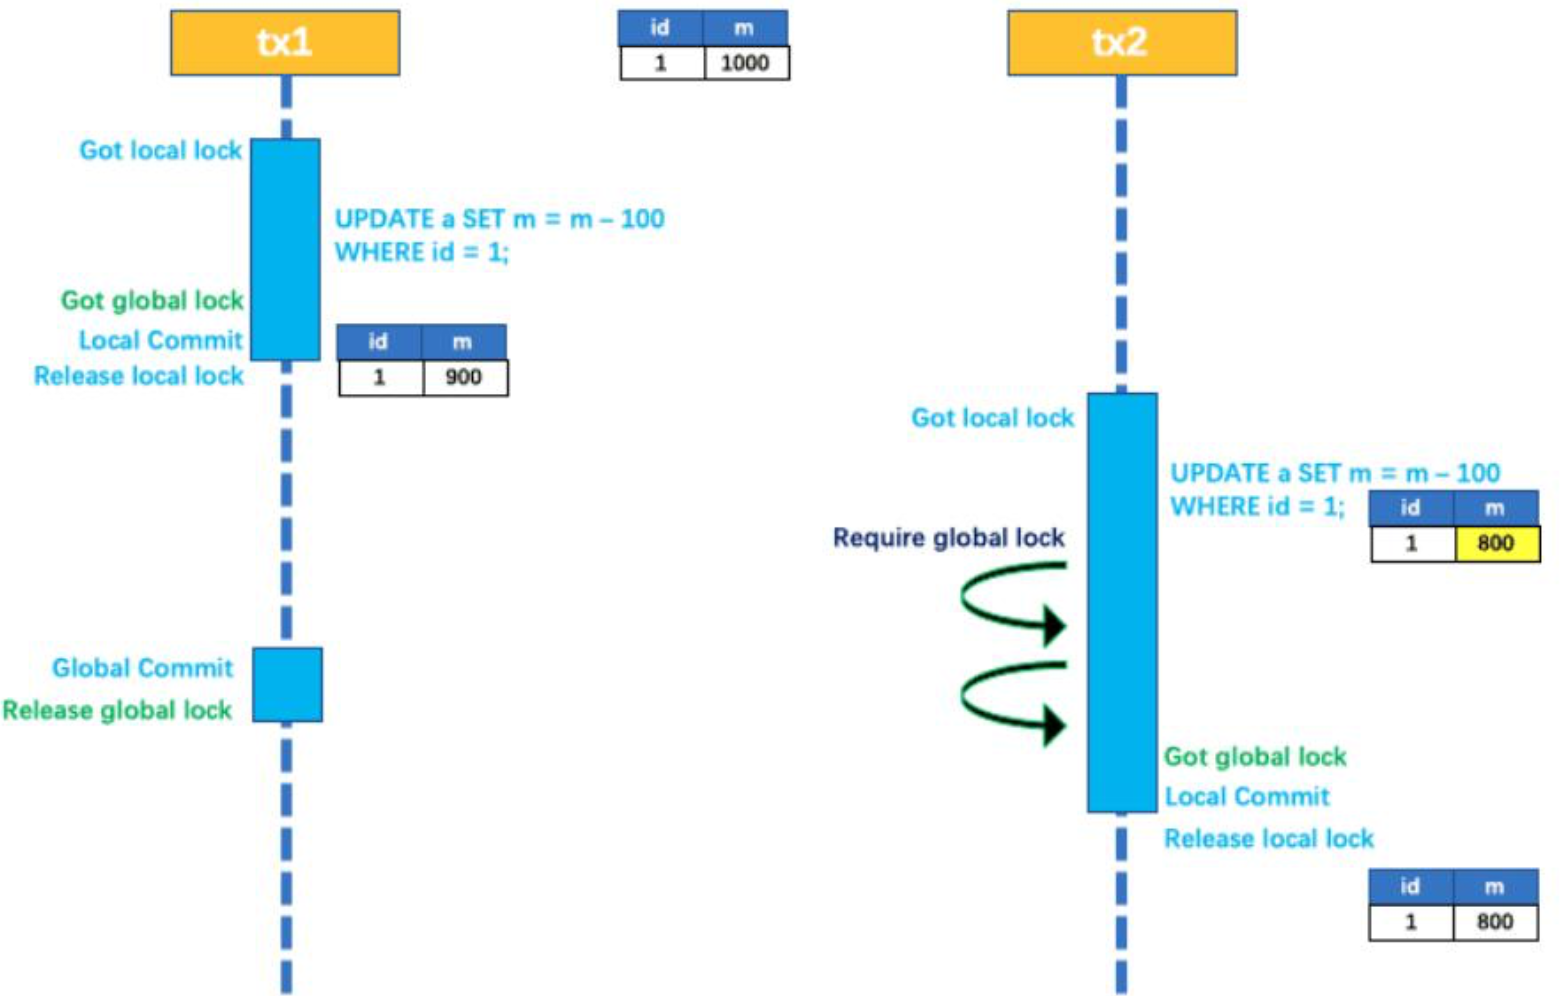 tx1
id m
1 1000
tx2
Got local lock
UPDATE a SET m = m – 100
WHERE id = 1;
Got global lock
Local Commit
Release local lock
id m
1 900
Got local lock
UPDATE a SET m = m – 100
WHERE id = 1;
id m
1 800
Require global lock
Global Commit
Release global lock
Got global lock
Local Commit
Release local lock
id m
1 800